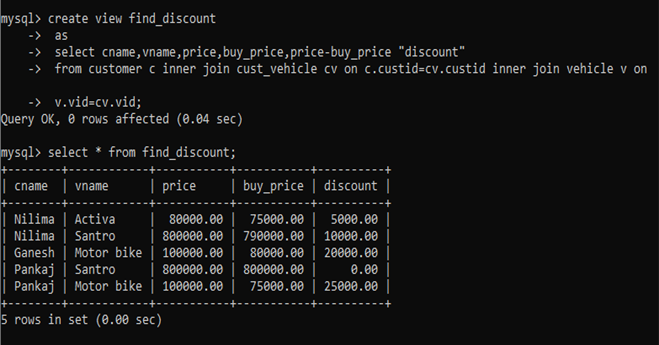 mysql> create view find_discount
    ->  as
    ->  select cname,vname,price,buy_price,price-buy_price "discount"
    ->  from customer c inner join cust_vehicle cv on c.custid=cv.custid inner join vehicle v on
    ->  v.vid=cv.vid;
Query OK, 0 rows affected (0.04 sec)
mysql> select * from find_discount;
+--------+------------+-----------+-----------+----------+
| cname  | vname      | price     | buy_price | discount |
+--------+------------+-----------+-----------+----------+
| Nilima | Activa     |  80000.00 |  75000.00 |  5000.00 |
| Nilima | Santro     | 800000.00 | 790000.00 | 10000.00 |
| Ganesh | Motor bike | 100000.00 |  80000.00 | 20000.00 |
| Pankaj | Santro     | 800000.00 | 800000.00 |     0.00 |
| Pankaj | Motor bike | 100000.00 |  75000.00 | 25000.00 |
+--------+------------+-----------+-----------+----------+
5 rows in set (0.00 sec)